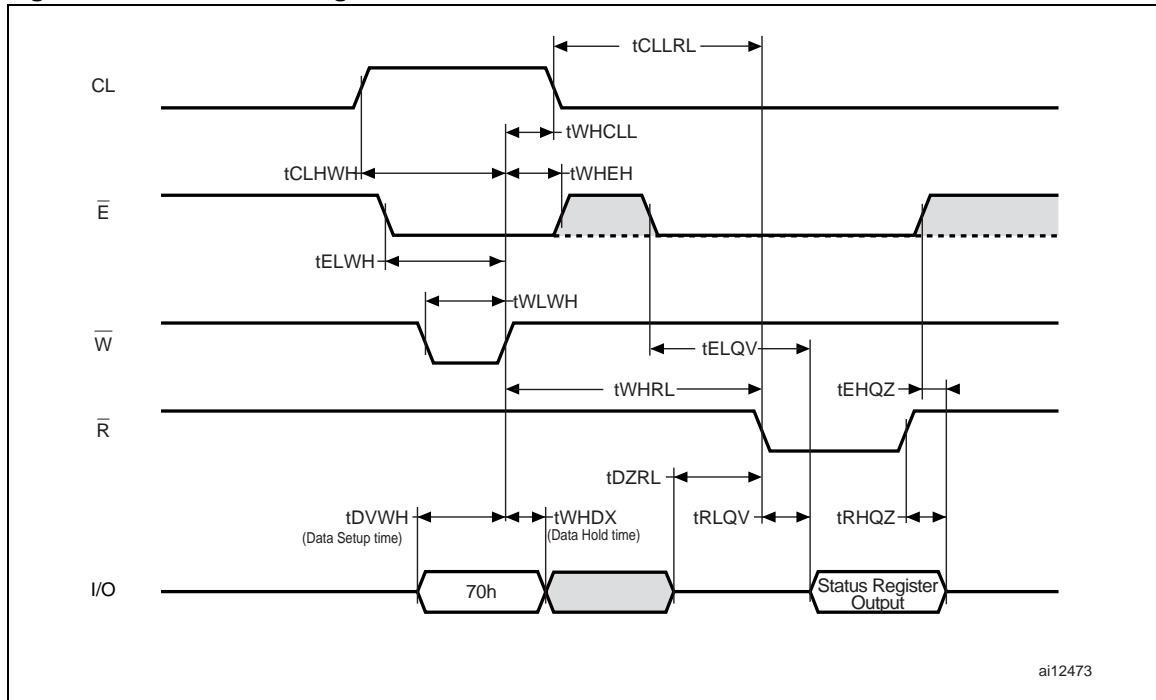 tCLLRL
CL
tWHCLL
tCLHWH
tWHEH
E
tELWH
tWLWH
W
tELQV
tWHRL
tEHQZ
R
tDZRL
tDVWH
(Data Setup time)
tWHDX
(Data Hold time)
tRLQV
tRHQZ
I/O
70h
Status Register
Output
ai12473